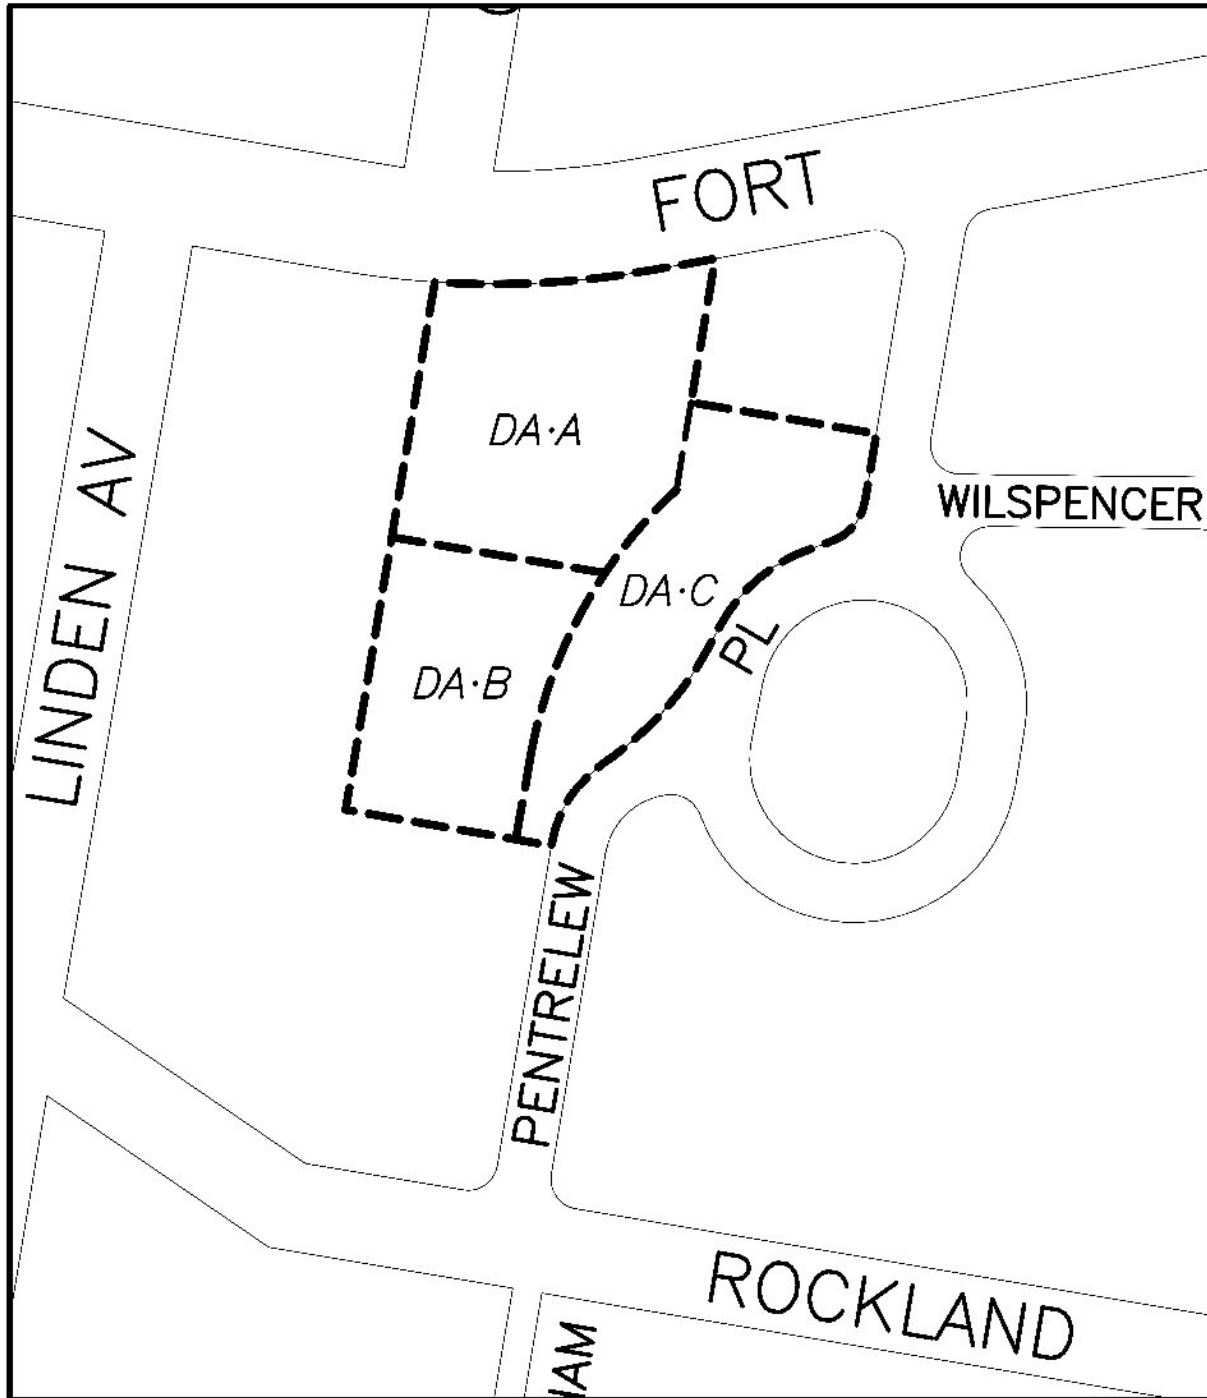 FORT
DA·A
LINDEN AV
WILSPENCER
DA·C
PL
DA·B
PENTRELEW
ROCKLAND